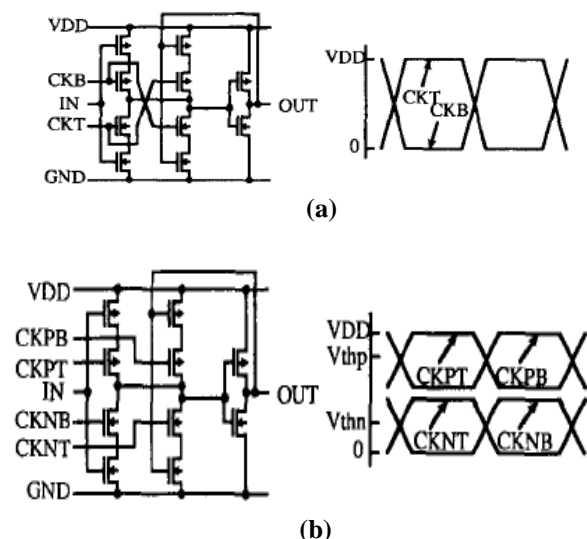 VDD
CKB
IN
CKT
GND
OUT
VDD
CKT
CKB
0
(a)
VDD
CKPB
CKPT
IN
CKNB
CKNT
GND
OUT
VDD
Vthp
CKPT CKPB
Vthn
CKNT CKNB
0
(b)